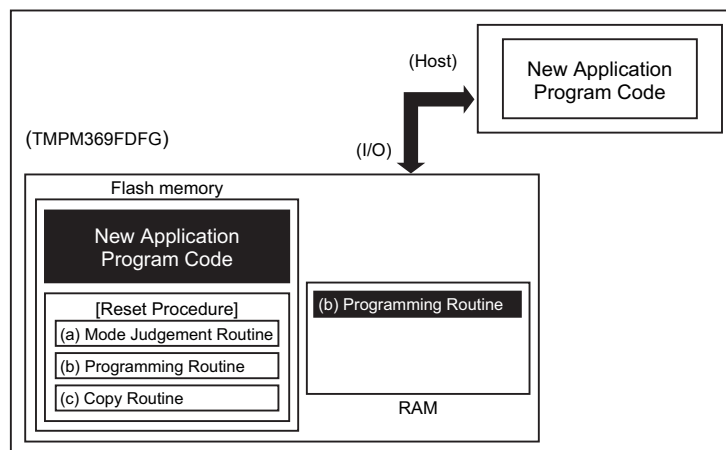 (Host)
New Application
Program Code
(TMPM369FDFG)
(I/O)
Flash memory
New Application
Program Code
[Reset Procedure]
(a) Mode Judgement Routine
(b) Programming Routine
(c) Copy Routine
(b) Programming Routine
RAM